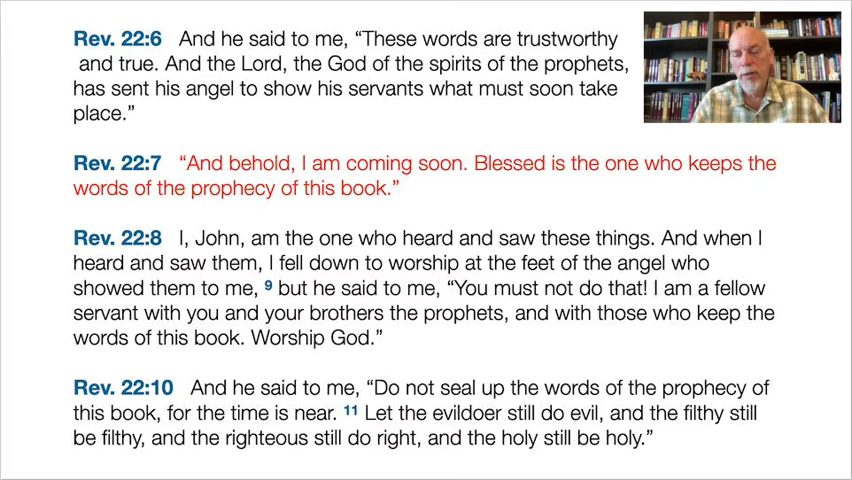 Rev. 22:6 And he said to me, “These words are trustworthy
and true. And the Lord, the God of the spirits of the prophets,
has sent his angel to show his servants what must soon take
place.”
Rev. 22:7 “And behold, I am coming soon. Blessed is the one who keeps the
words of the prophecy of this book.”
Rev. 22:8 I, John, am the one who heard and saw these things. And when I
heard and saw them, I fell down to worship at the feet of the angel who
showed them to me, 9 but he said to me, “You must not do that! I am a fellow
servant with you and your brothers the prophets, and with those who keep the
words of this book. Worship God.”
Rev. 22:10 And he said to me, “Do not seal up the words of the prophecy of
this book, for the time is near. 11 Let the evildoer still do evil, and the filthy still
be filthy, and the righteous still do right, and the holy still be holy.”